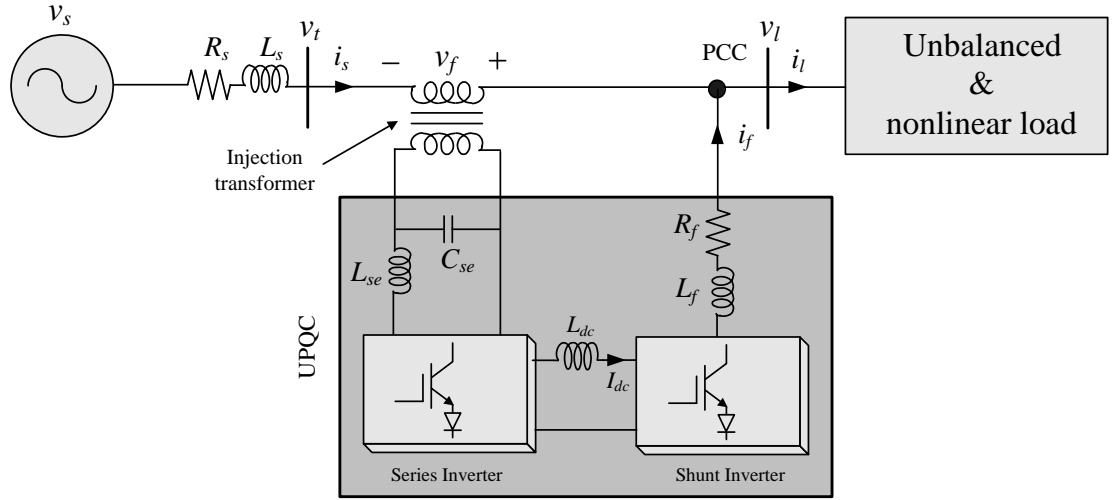 v_s
R_s
L_s
v_t
i_s
− v_f +
PCC
v_l
i_l
Unbalanced
&
nonlinear load
Injection
transformer
i_f
UPQC
C_se
L_se
R_f
L_f
L_dc
I_dc
Series Inverter
Shunt Inverter